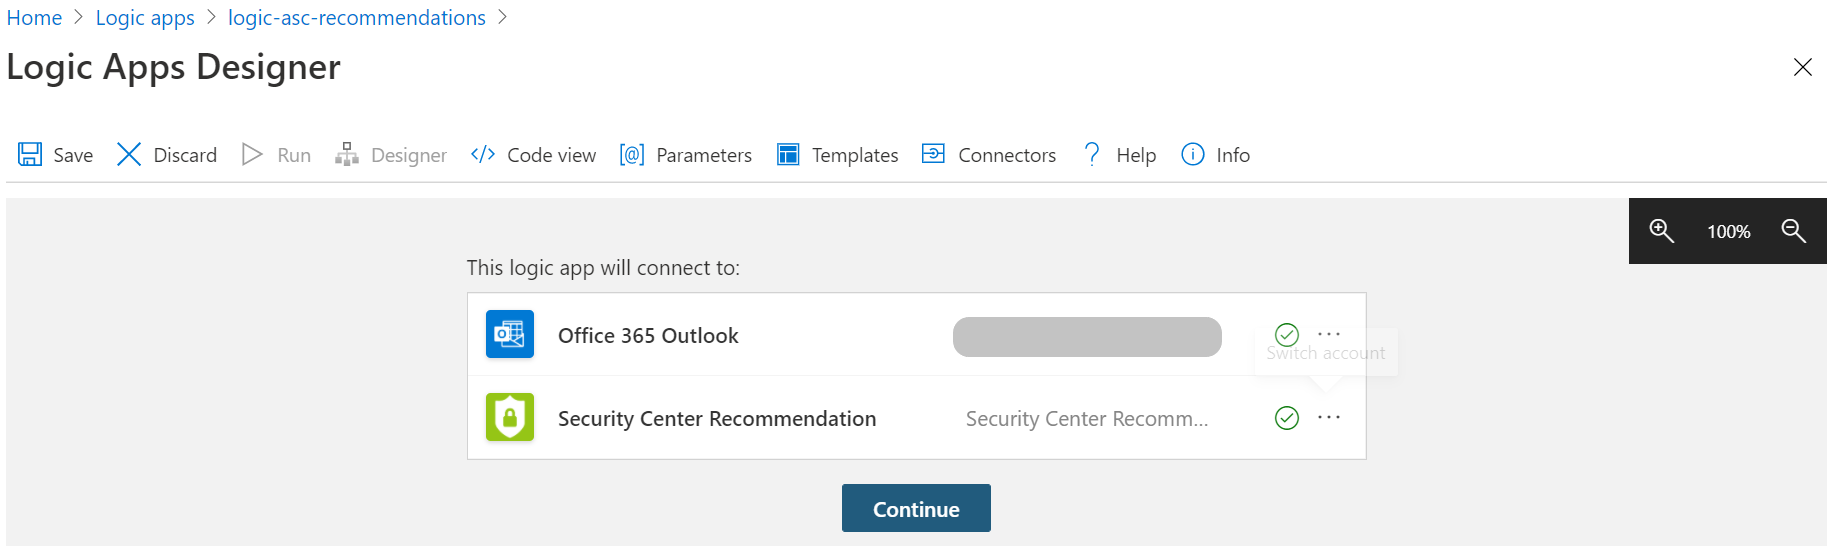 Home > Logic apps > logic-asc-recommendations >
Logic Apps Designer
Save Discard Run Designer Code view Parameters Templates Connectors Help Info
100%
This logic app will connect to:
Office 365 Outlook
Switch account
Security Center Recommendation Security Center Recomm...
Continue